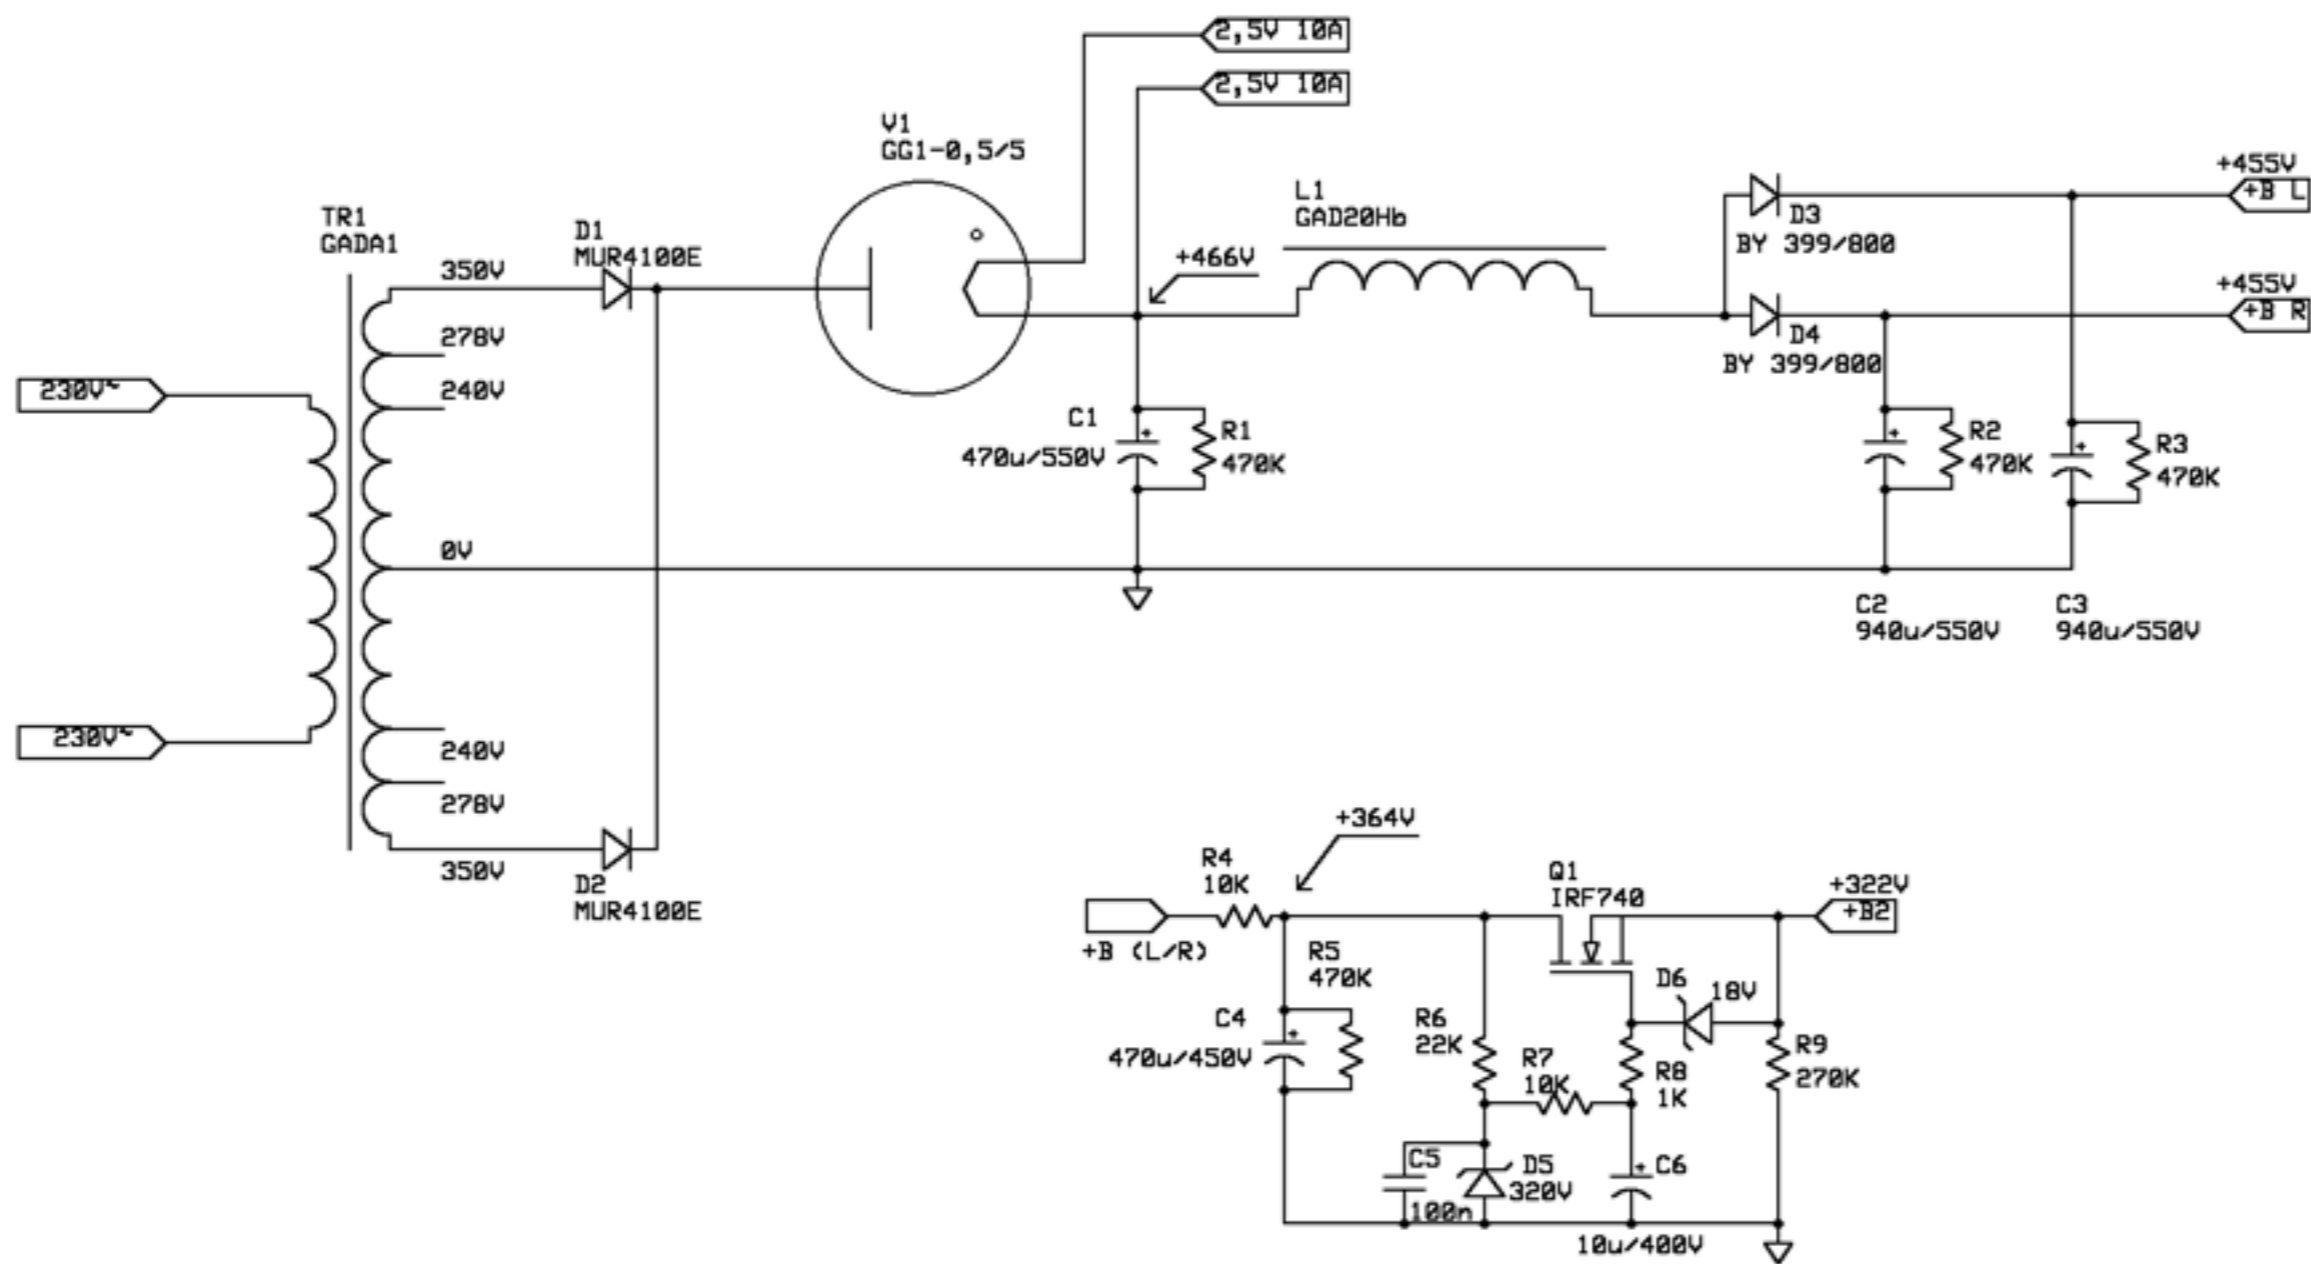 2,5V 10A
2,5V 10A
V1
GG1-0,5/5
+455V
+B L
L1
GAD20Hb
D3
BY 399/800
TR1
GADA1
D1
MUR4100E
350V
+466V
+455V
+B R
278V
D4
BY 399/800
240V
230V~
C1
470u/550V
R1
470K
R2
470K
R3
470K
0V
C2
940u/550V
C3
940u/550V
230V~
240V
278V
350V
D2
MUR4100E
+364V
R4
10K
Q1
IRF740
+322V
+B2
+B (L/R)
R5
470K
D6
18V
C4
470u/450V
R6
22K
R7
10K
R8
1K
R9
270K
C5
100n
D5
320V
C6
10u/400V